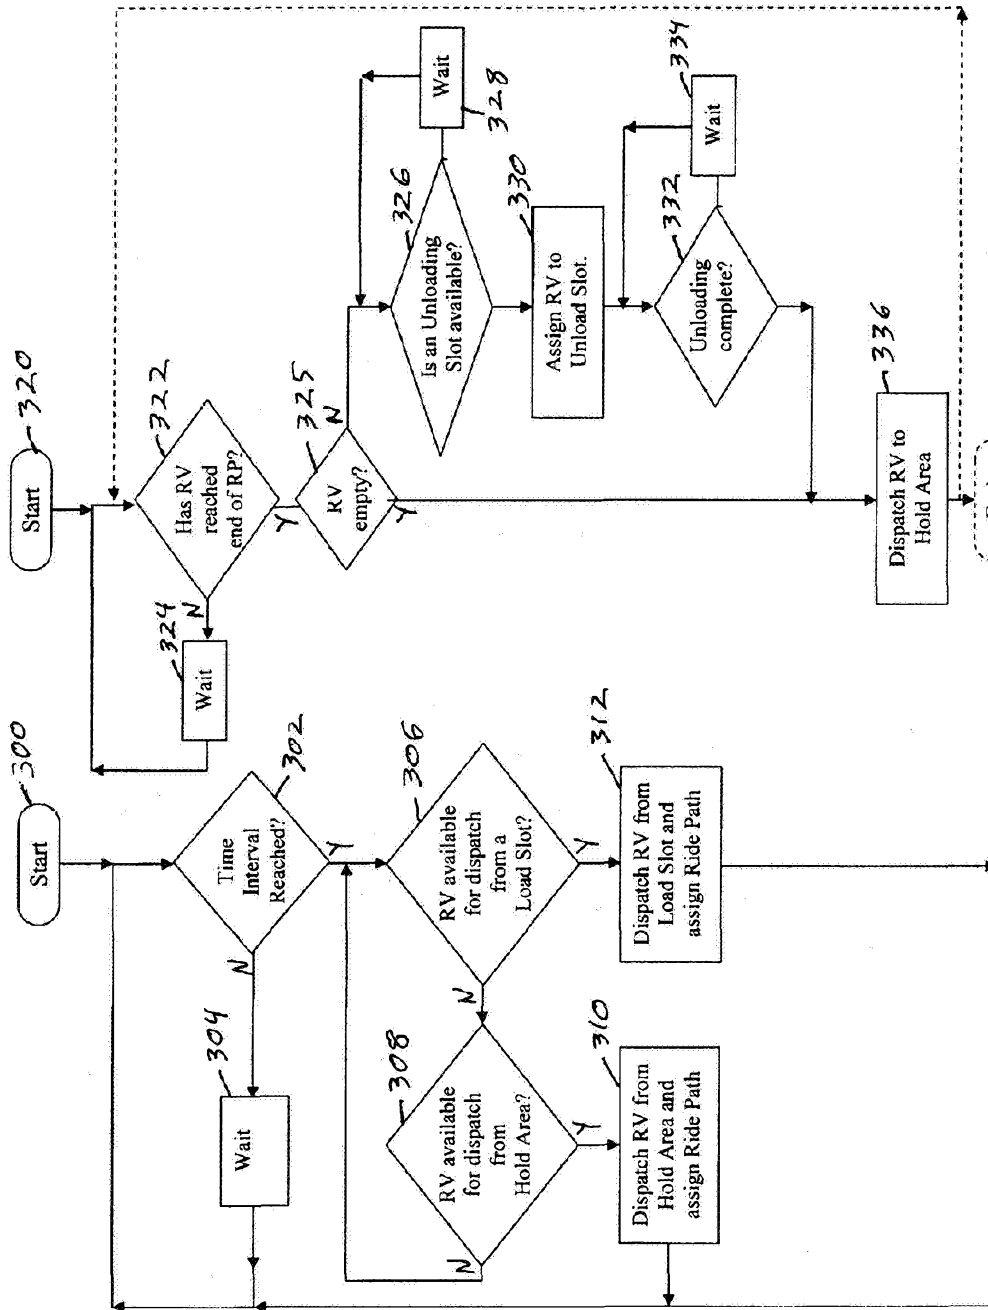 Start
300
Time
Interval
Reached?
302
N
Y
Wait
304
RV available
for dispatch
from a
Load Slot?
306
N
Y
RV available
for dispatch
from
Hold Area?
308
N
Y
Dispatch RV from
Hold Area and
assign Ride Path
310
Dispatch RV from
Load Slot and
assign Ride Path
312
Start
320
Has RV
reached
end of RP?
322
N
Y
Wait
324
RV
empty?
325
N
Y
Is an Unloading
Slot available?
326
Wait
328
Assign RV to
Unload Slot.
330
Unloading
complete?
332
Wait
334
Dispatch RV to
Hold Area
336